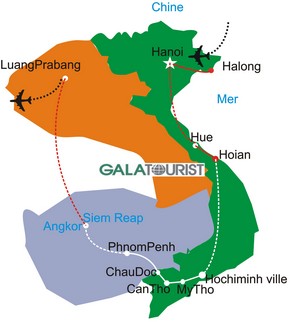 Chine
Hanoi
LuangPrabang
Halong
Mer
Hue
Hoian
GALATOURIST
Siem Reap
Angkor
PhnomPenh
ChauDoc
Hochiminh ville
CanTho
MyTho